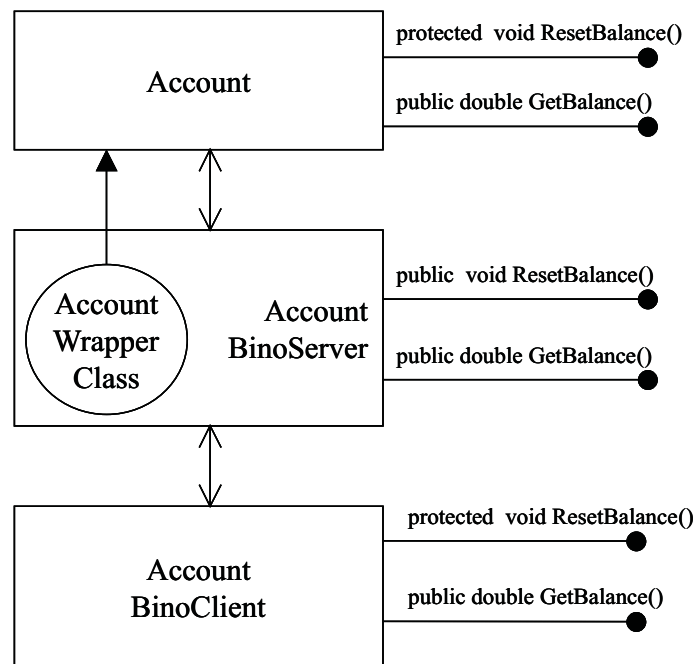 protected void ResetBalance()
Account
public double GetBalance()
public void ResetBalance()
Account
Wrapper
Class
Account
BinoServer
public double GetBalance()
protected void ResetBalance()
Account
BinoClient
public double GetBalance()